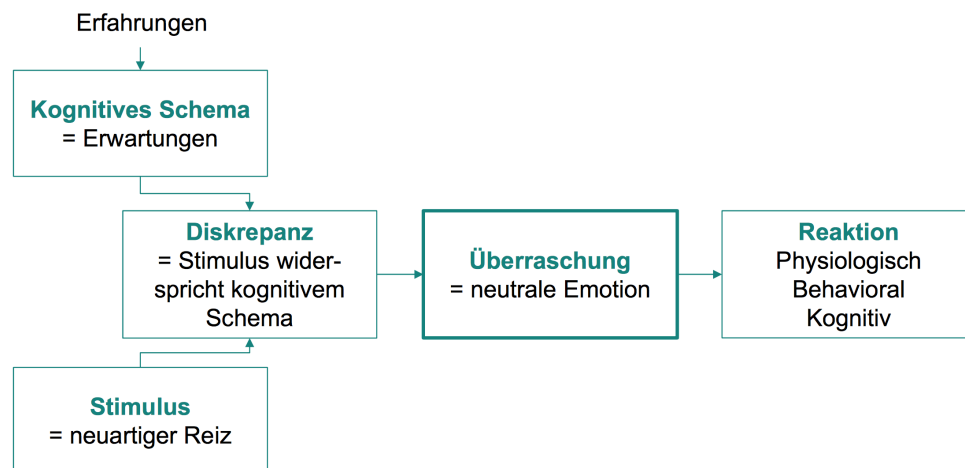 Erfahrungen
Kognitives Schema
= Erwartungen
Diskrepanz
= Stimulus wider-
spricht kognitivem
Schema
Überraschung
= neutrale Emotion
Reaktion
Physiologisch
Behavioral
Kognitiv
Stimulus
= neuartiger Reiz